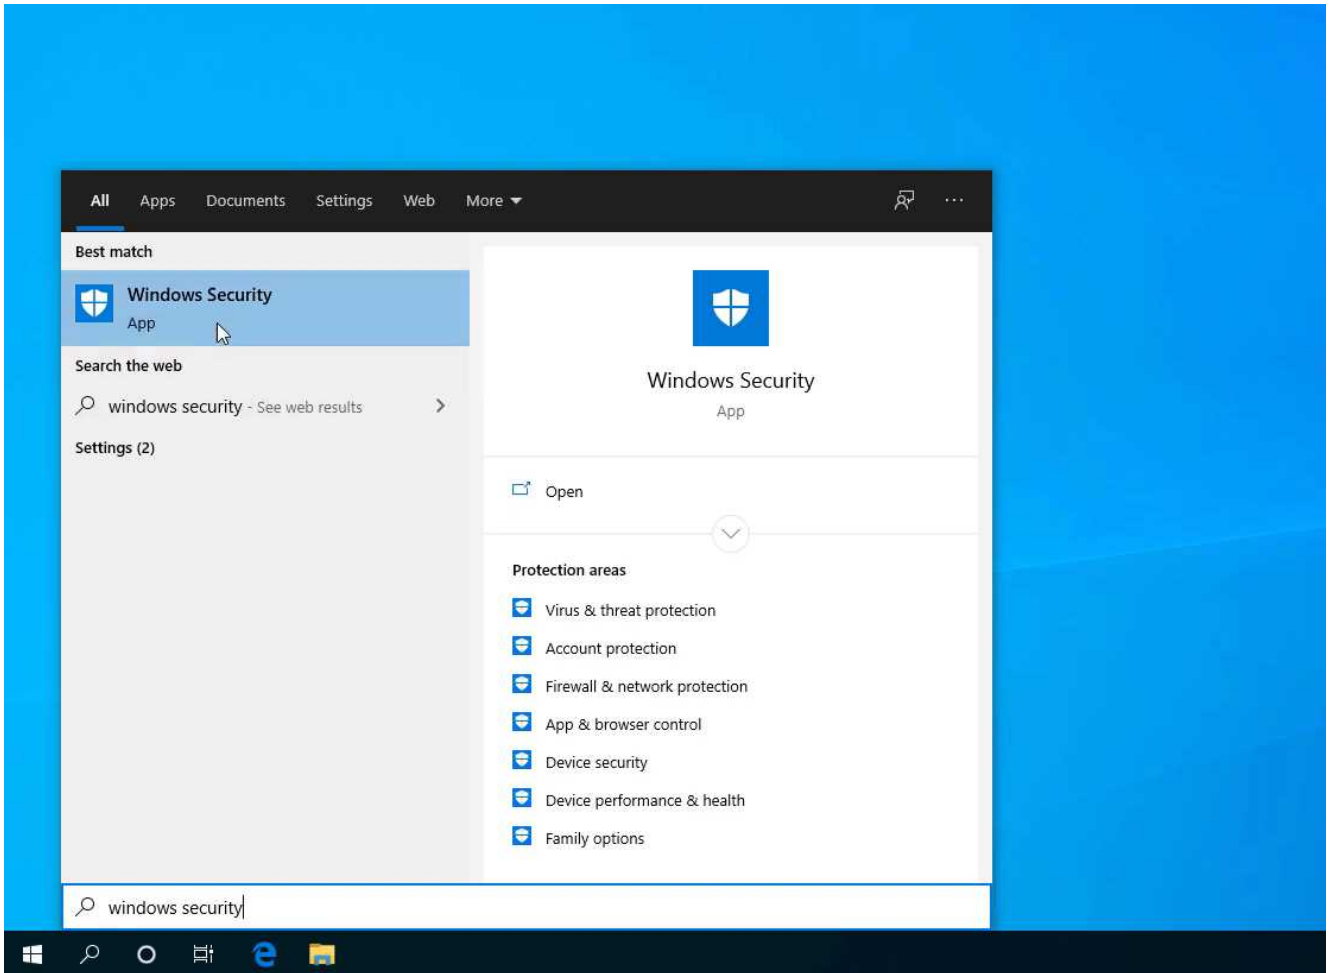 All Apps Documents Settings Web More
Best match
Windows Security
App
Search the web
windows security - See web results
Settings (2)
Windows Security
App
Open
Protection areas
Virus & threat protection
Account protection
Firewall & network protection
App & browser control
Device security
Device performance & health
Family options
windows security